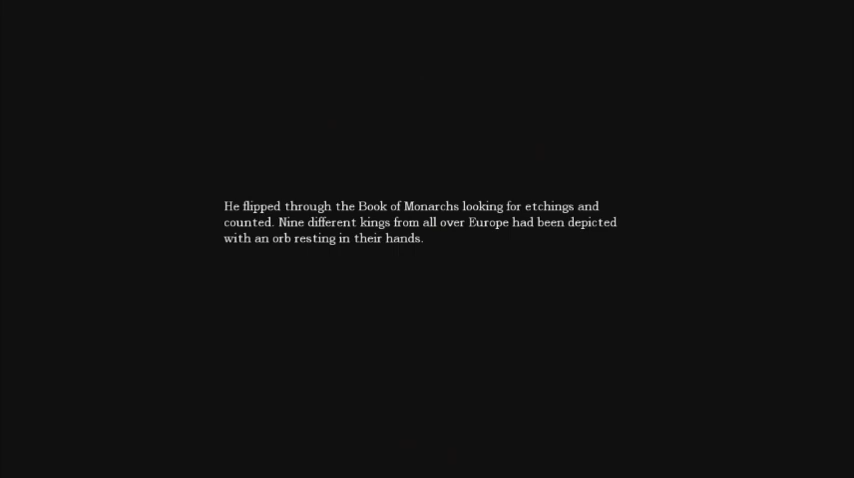 He flipped through the Book of Monarchs looking for etchings and
counted. Nine different kings from all over Europe had been depicted
with an orb resting in their hands.